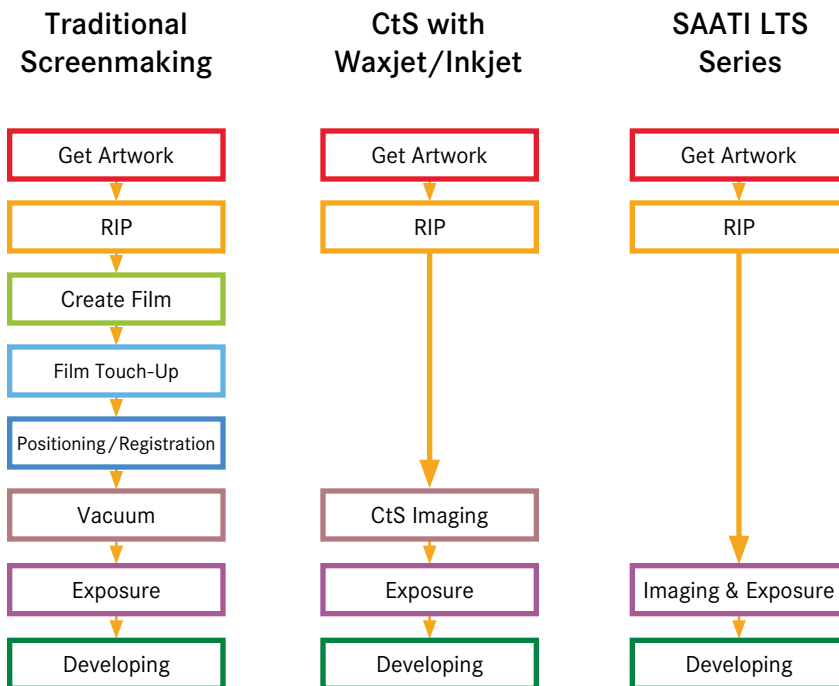 Traditional
Screenmaking
Get Artwork
RIP
Create Film
Film Touch-Up
Positioning/Registration
Vacuum
Exposure
Developing
CtS with
Waxjet/Inkjet
Get Artwork
RIP
CtS Imaging
Exposure
Developing
SAATI LTS
Series
Get Artwork
RIP
Imaging & Exposure
Developing